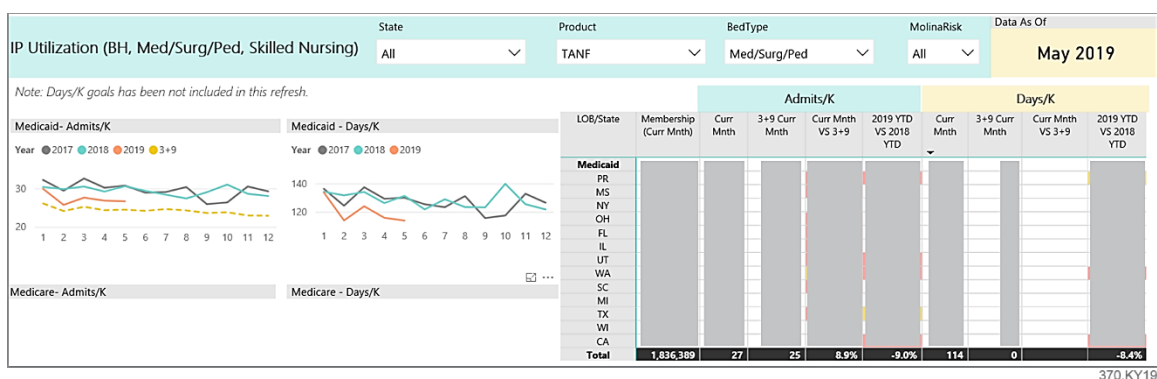 IP Utilization (BH, Med/Surg/Ped, Skilled Nursing)
State
All
Product
TANF
BedType
Med/Surg/Ped
MolinaRisk
All
Data As Of
May 2019
Note: Days/K goals has been not included in this refresh.
Medicaid- Admits/K
Year 2017 2018 2019 3+9
30
20
1 2 3 4 5 6 7 8 9 10 11 12
Medicaid - Days/K
Year 2017 2018 2019
140
120
1 2 3 4 5 6 7 8 9 10 11 12
Medicare- Admits/K
Medicare - Days/K
Admits/K Days/K
LOB/State Membership (Curr Mnth) Curr Mnth 3+9 Curr Mnth Curr Mnth VS 3+9 2019 YTD VS 2018 YTD Curr Mnth 3+9 Curr Mnth Curr Mnth VS 3+9 2019 YTD VS 2018 YTD
Medicaid
PR
MS
NY
OH
FL
IL
UT
WA
SC
MI
TX
WI
CA
Total 1,836,389 27 25 8.9% -9.0% 114 0 -8.4%
370.KY19